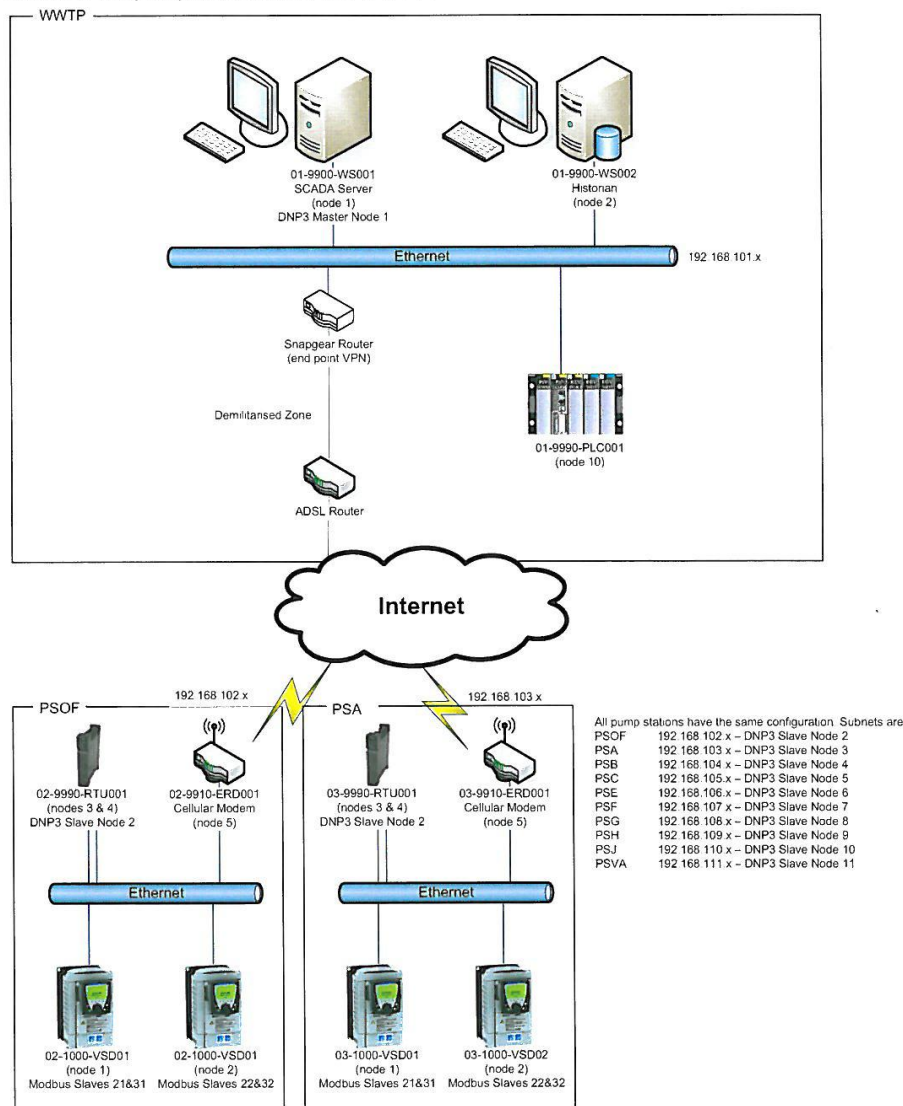 WWTP
01-9900-WS001
SCADA Server
(node 1)
DNP3 Master Node 1
01-9900-WS002
Historian
(node 2)
Ethernet
192 168 101.x
Snapgear Router
(end point VPN)
Demilitarised Zone
01-9990-PLC001
(node 10)
ADSL Router
Internet
192 168 102 x
192 168 103 x
PSOF
02-9990-RTU001
(nodes 3 & 4)
DNP3 Slave Node 2
02-9910-ERD001
Cellular Modem
(node 5)
Ethernet
02-1000-VSD01
(node 1)
Modbus Slaves 21&31
02-1000-VSD01
(node 2)
Modbus Slaves 22&32
PSA
03-9990-RTU001
(nodes 3 & 4)
DNP3 Slave Node 2
03-9910-ERD001
Cellular Modem
(node 5)
Ethernet
03-1000-VSD01
(node 1)
Modbus Slaves 21&31
03-1000-VSD02
(node 2)
Modbus Slaves 22&32
All pump stations have the same configuration. Subnets are
PSOF 192 168 102 x – DNP3 Slave Node 2
PSA 192 168 103 x – DNP3 Slave Node 3
PSB 192 168 104 x – DNP3 Slave Node 4
PSC 192 168 105.x – DNP3 Slave Node 5
PSE 192 168 106.x – DNP3 Slave Node 6
PSF 192 168 107 x – DNP3 Slave Node 7
PSG 192 168 108 x – DNP3 Slave Node 8
PSH 192 168 109 x – DNP3 Slave Node 9
PSJ 192 168 110 x – DNP3 Slave Node 10
PSVA 192 168 111 x – DNP3 Slave Node 11